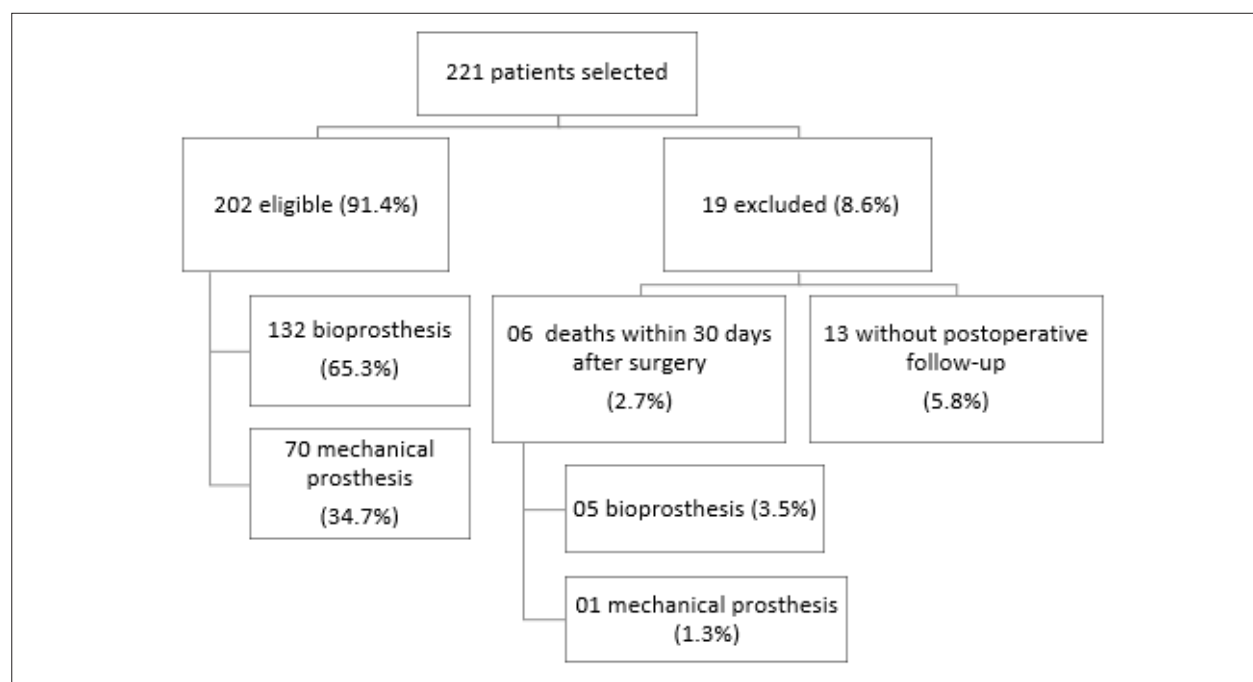 221 patients selected
202 eligible (91.4%)
19 excluded (8.6%)
132 bioprosthesis
(65.3%)
70 mechanical
prosthesis
(34.7%)
06 deaths within 30 days
after surgery
(2.7%)
13 without postoperative
follow-up
(5.8%)
05 bioprosthesis (3.5%)
01 mechanical prosthesis
(1.3%)